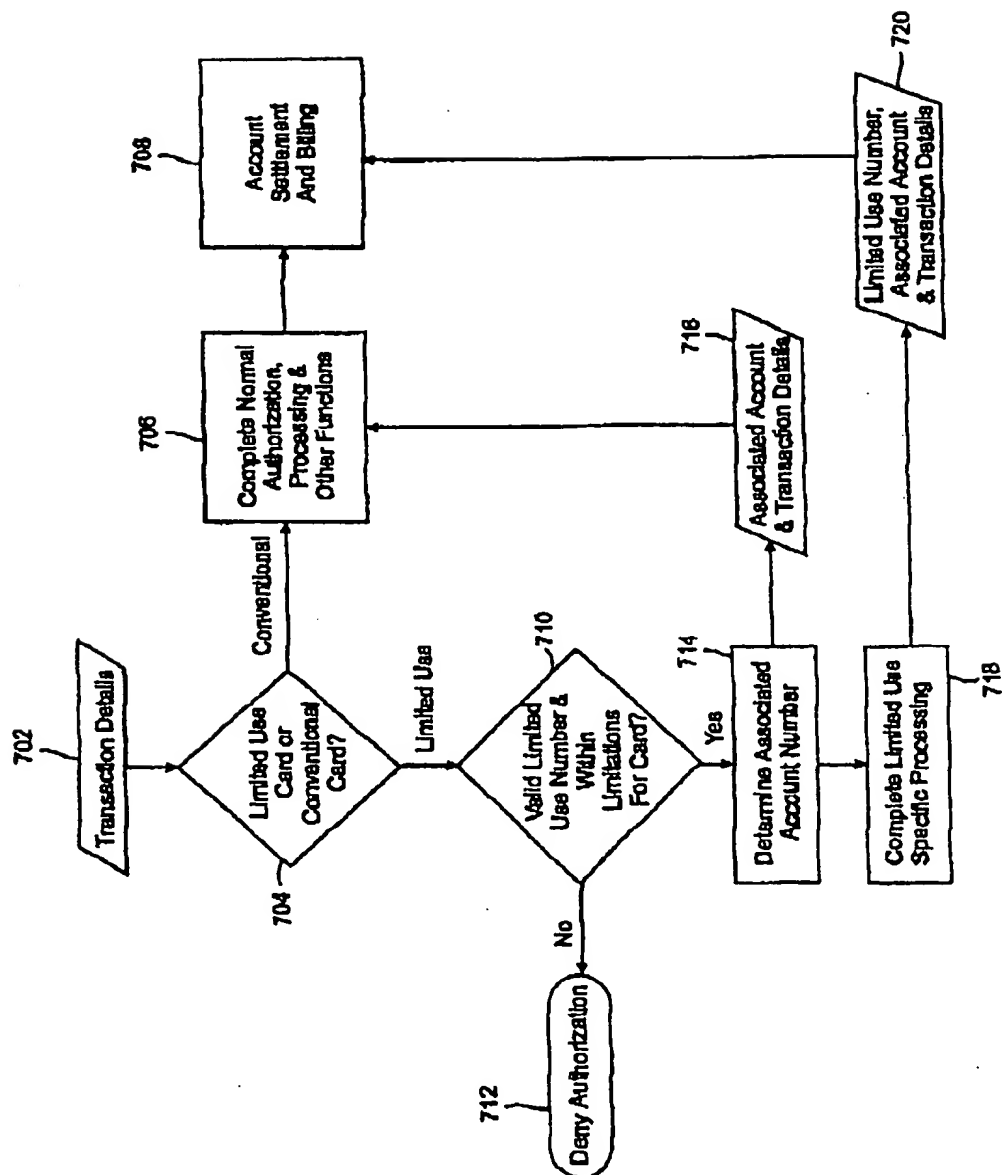 702
Transaction Details
704
Limited Use
Card or
Conventional
Card?
Conventional
706
Complete Normal
Authorization,
Processing &
Other Functions
708
Account
Settlement
And Billing
Limited Use
710
Valid Limited
Use Number &
Within
Limitations
For Card?
No
712
Deny Authorization
Yes
714
Determine Associated
Account Number
716
Associated Account
& Transaction Details
Complete Limited Use
Specific Processing
718
720
Limited Use Number,
Associated Account
& Transaction Details